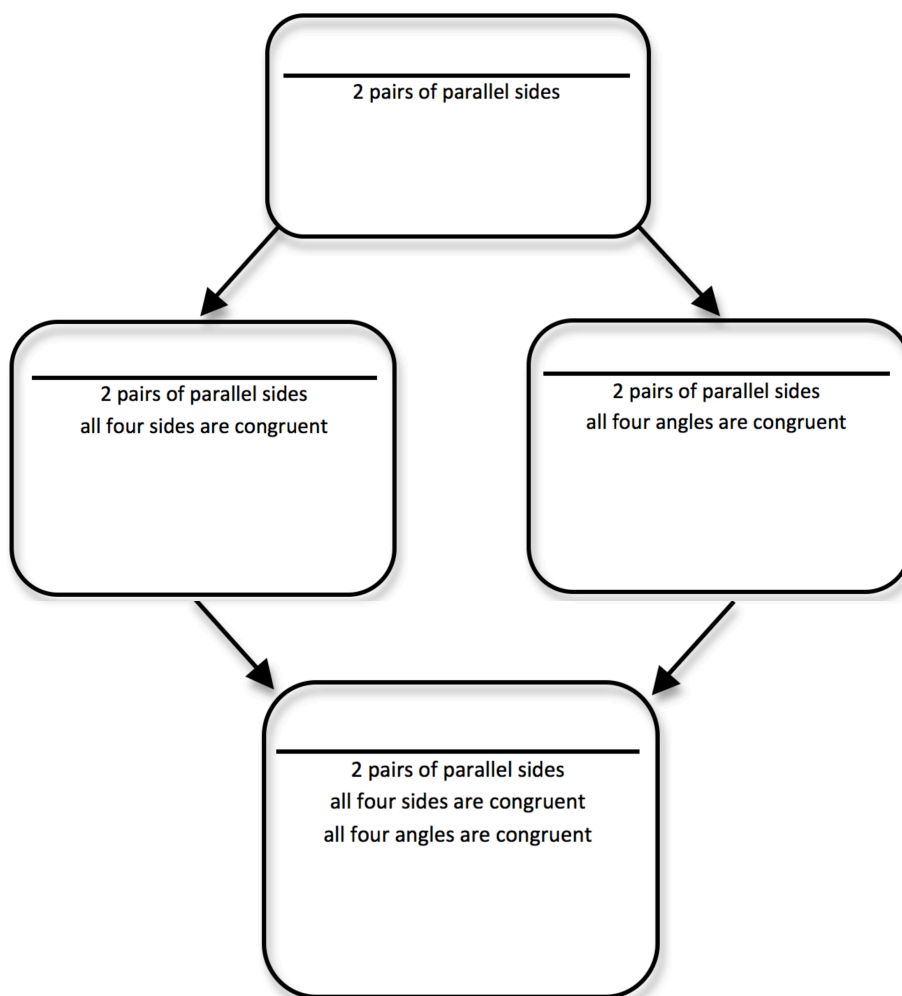 2 pairs of parallel sides
2 pairs of parallel sides
all four sides are congruent
2 pairs of parallel sides
all four angles are congruent
2 pairs of parallel sides
all four sides are congruent
all four angles are congruent